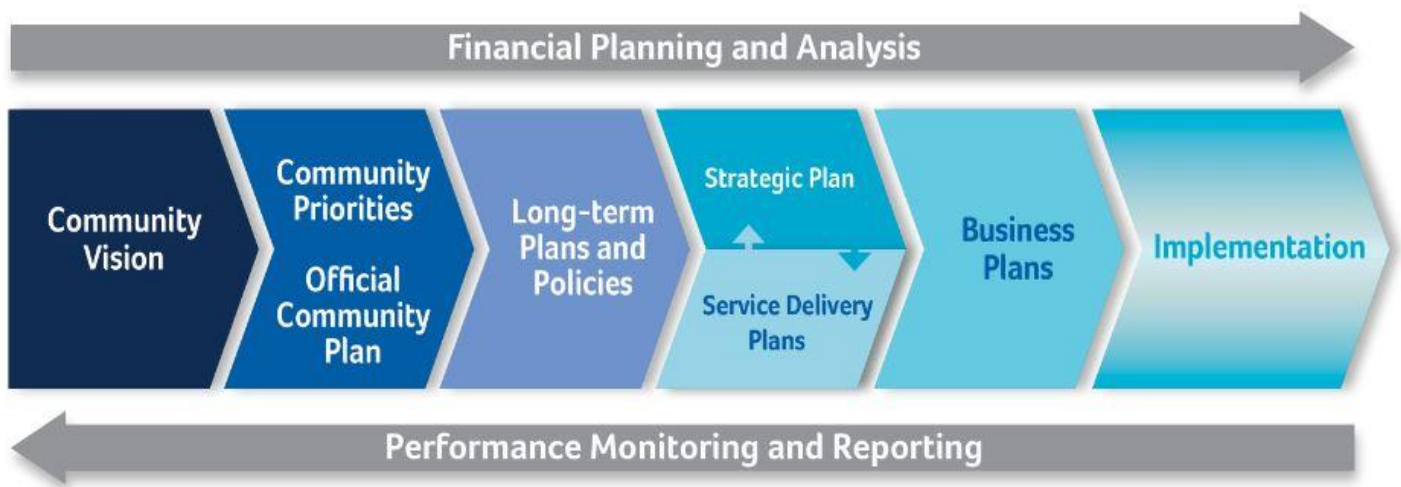 Financial Planning and Analysis
Community
Vision
Community
Priorities
Official
Community
Plan
Long-term
Plans and
Policies
Strategic Plan
Service Delivery
Plans
Business
Plans
Implementation
Performance Monitoring and Reporting